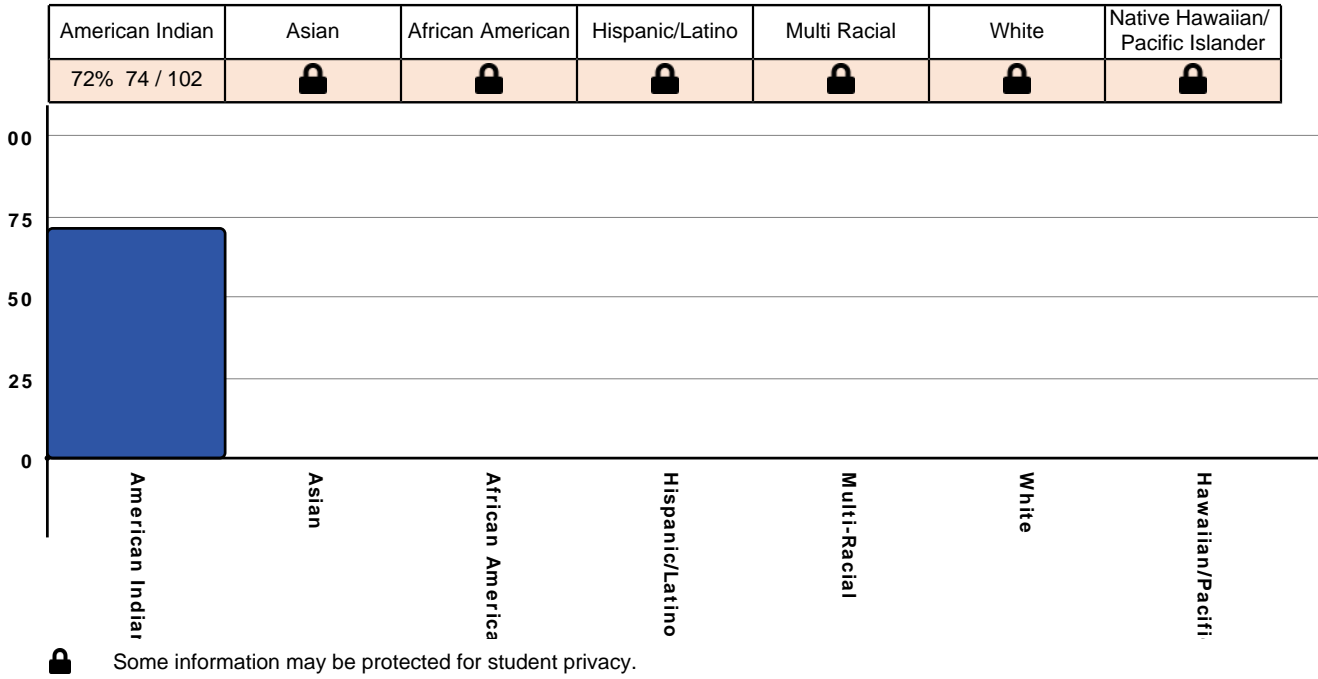 American Indian Asian African American Hispanic/Latino Multi Racial White Native Hawaiian/
Pacific Islander
72% 74 / 102
00
75
50
25
0
American Indian
Asian
African America
Hispanic/Latino
Multi-Racial
White
Hawaiian/Pacifi
Some information may be protected for student privacy.